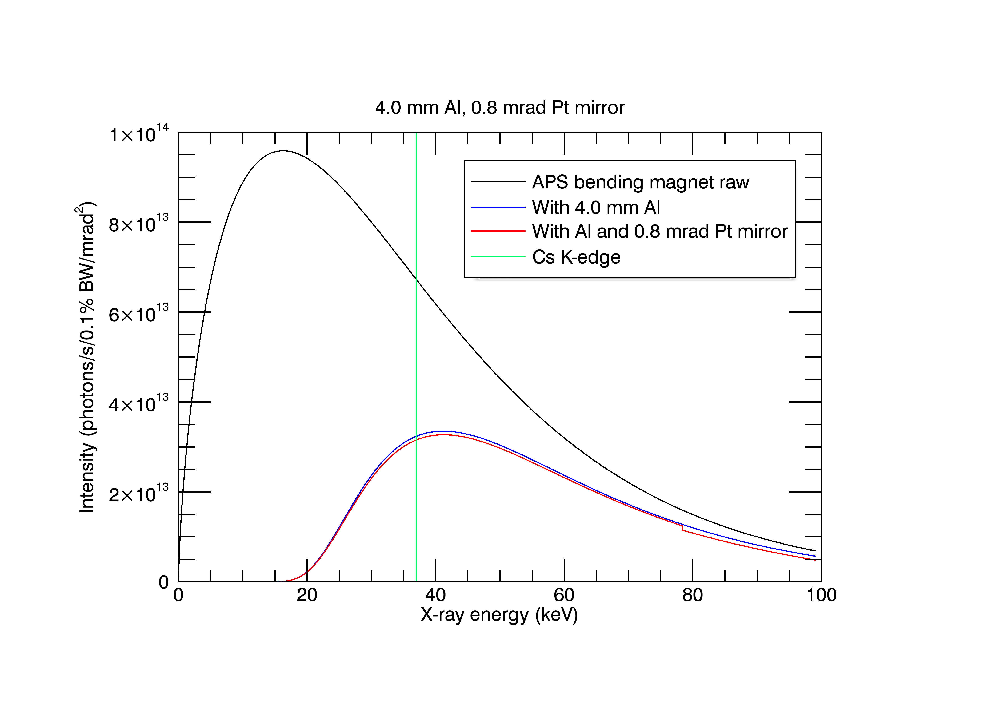 4.0 mm Al, 0.8 mrad Pt mirror
1×10¹⁴
8×10¹³
6×10¹³
4×10¹³
2×10¹³
0
Intensity (photons/s/0.1% BW/mrad²)
APS bending magnet raw
With 4.0 mm Al
With Al and 0.8 mrad Pt mirror
Cs K-edge
0 20 40 60 80 100
X-ray energy (keV)